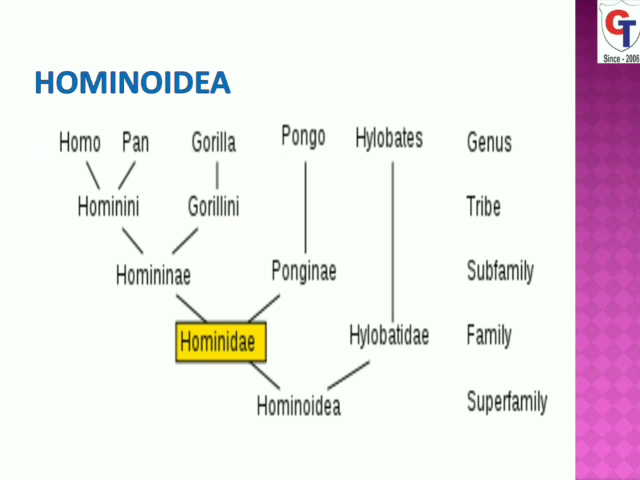 GT
Since - 2006
HOMINOIDEA
Homo Pan Gorilla Pongo Hylobates Genus
Hominini Gorillini Tribe
Homininae Ponginae Subfamily
Hominidae Hylobatidae Family
Hominoidea Superfamily